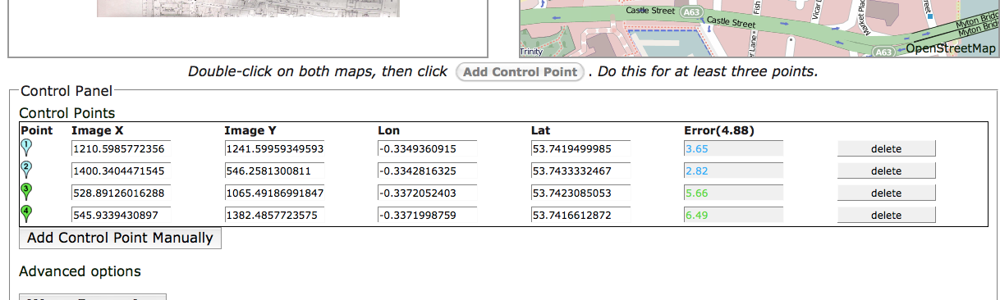 Castle Street A63
Castle Street
Fish
Vicar
Market Plac
Street
Myton Bridg
Myton Bridg
y Lane
Trinity
A63
OpenStreetMap
Double-click on both maps, then click Add Control Point . Do this for at least three points.
Control Panel
Control Points
Point Image X Image Y Lon Lat Error(4.88)
1 1210.5985772356 1241.59959349593 -0.3349360915 53.7419499985 3.65 delete
2 1400.3404471545 546.2581300811 -0.3342816325 53.7433332467 2.82 delete
3 528.89126016288 1065.49186991847 -0.3372052403 53.7423085053 5.66 delete
4 545.9339430897 1382.4857723575 -0.3371998759 53.7416612872 6.49 delete
Add Control Point Manually
Advanced options